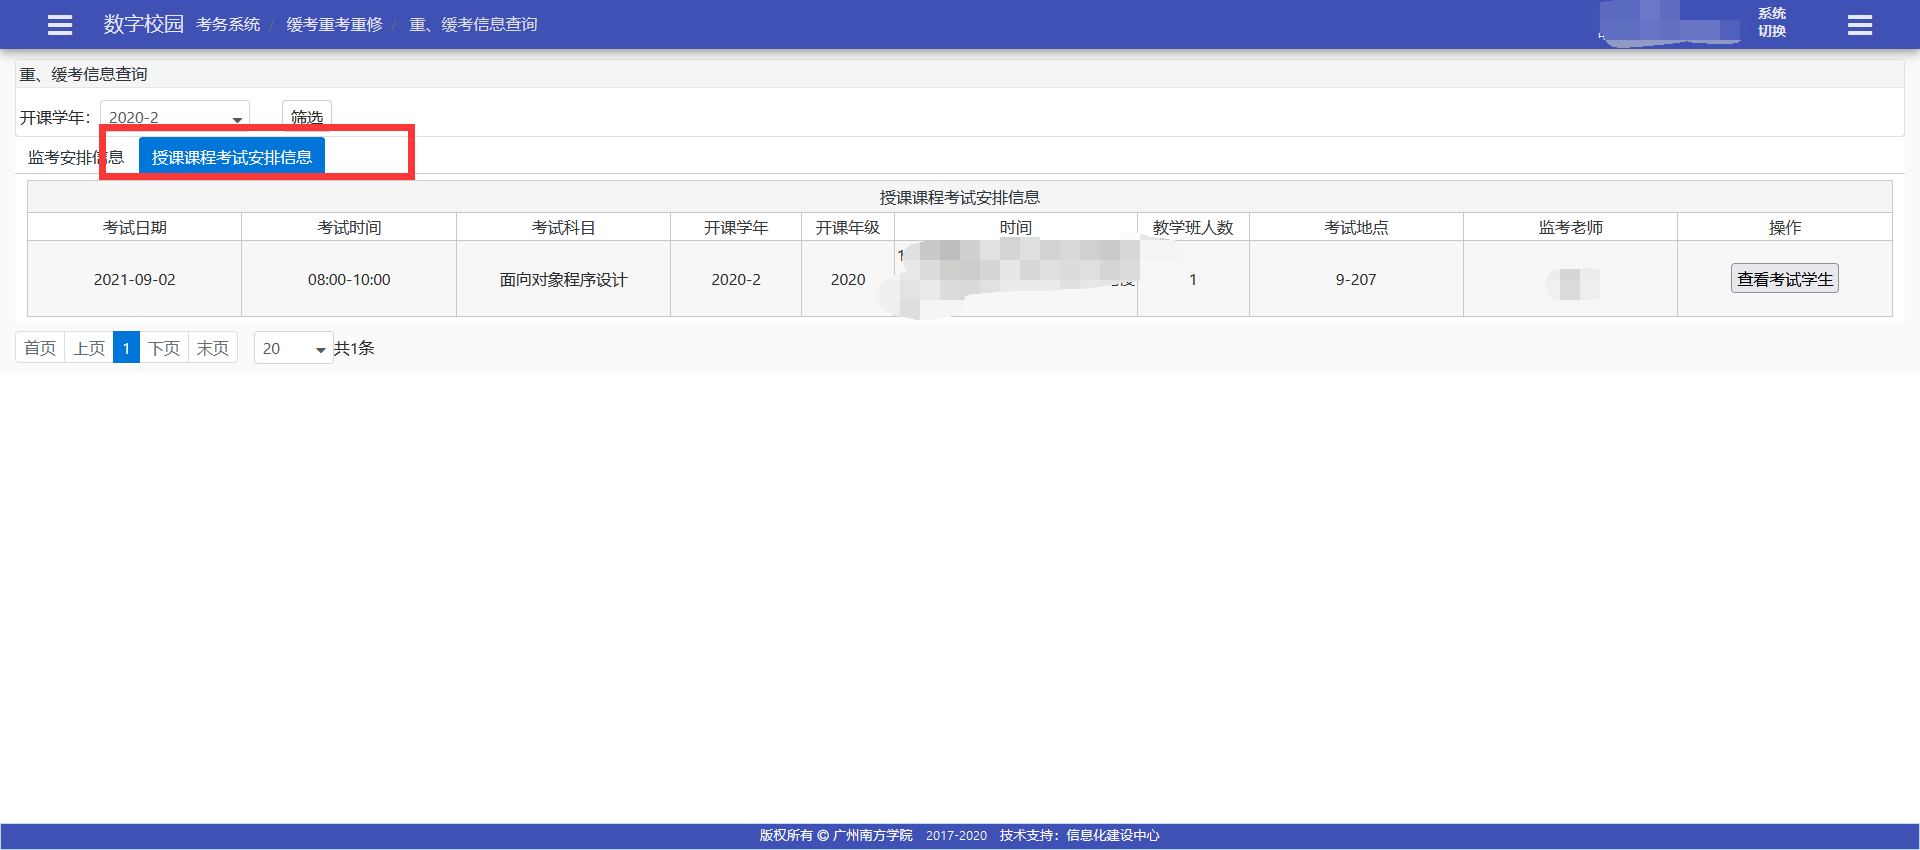 数字校园 考务系统 / 缓考重考重修 / 重、缓考信息查询
系统
切换
重、缓考信息查询
开课学年： 2020-2 筛选
监考安排信息 授课课程考试安排信息
授课课程考试安排信息
考试日期 考试时间 考试科目 开课学年 开课年级 时间 教学班人数 考试地点 监考老师 操作
2021-09-02 08:00-10:00 面向对象程序设计 2020-2 2020 1 9-207 查看考试学生
首页 上页 1 下页 末页 20 共1条
版权所有 © 广州南方学院 2017-2020 技术支持：信息化建设中心